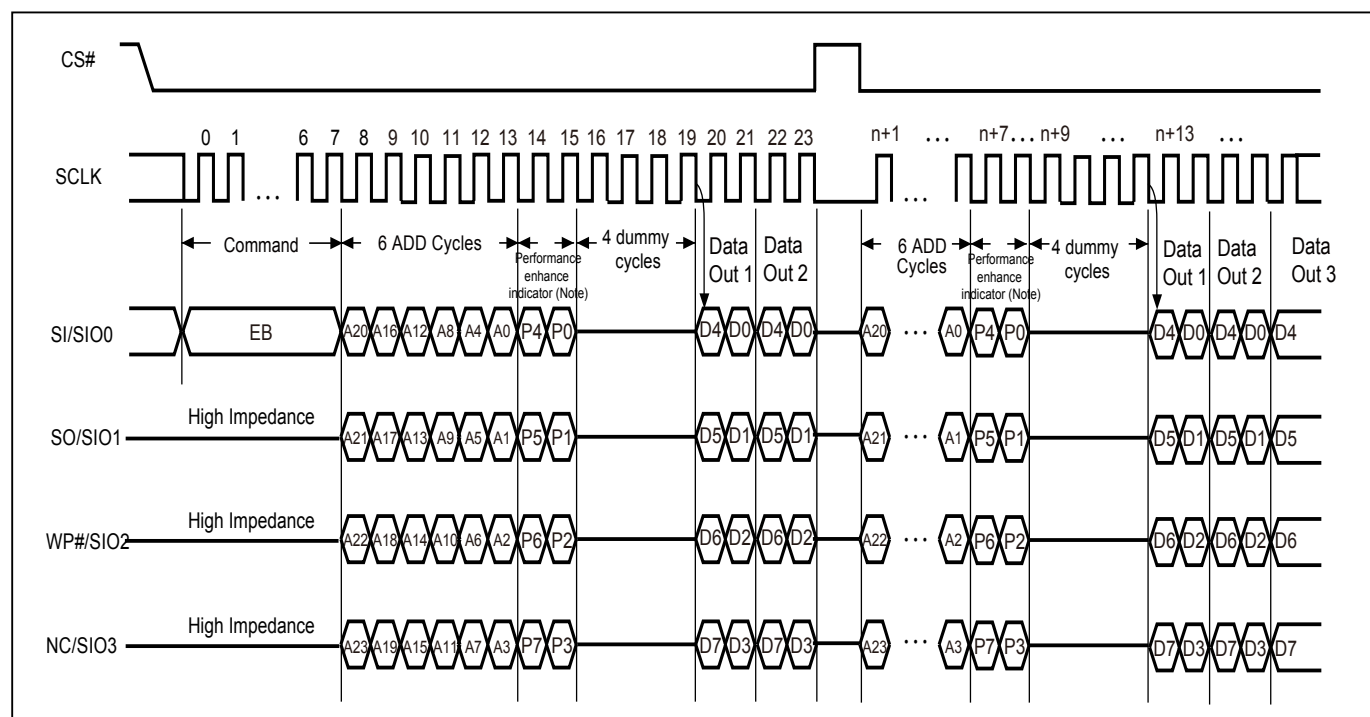 CS#
0 1 6 7 8 9 10 11 12 13 14 15 16 17 18 19 20 21 22 23 n+1 ... n+7... n+9 ... n+13 ...
SCLK
... ...
Command
6 ADD Cycles
Performance
enhance
indicator (Note)
4 dummy
cycles
Data
Out 1
Data
Out 2
6 ADD
Cycles
Performance
enhance
indicator (Note)
4 dummy
cycles
Data
Out 1
Data
Out 2
Data
Out 3
SI/SIO0 EB A20 A16 A12 A8 A4 A0 P4 P0 D4 D0 D4 D0 A20 ... A0 P4 P0 D4 D0 D4 D0 D4
High Impedance
SO/SIO1 A21 A17 A13 A9 A5 A1 P5 P1 D5 D1 D5 D1 A21 ... A1 P5 P1 D5 D1 D5 D1 D5
High Impedance
WP#/SIO2 A22 A18 A14 A10 A6 A2 P6 P2 D6 D2 D6 D2 A22 ... A2 P6 P2 D6 D2 D6 D2 D6
High Impedance
NC/SIO3 A23 A19 A15 A11 A7 A3 P7 P3 D7 D3 D7 D3 A23 ... A3 P7 P3 D7 D3 D7 D3 D7